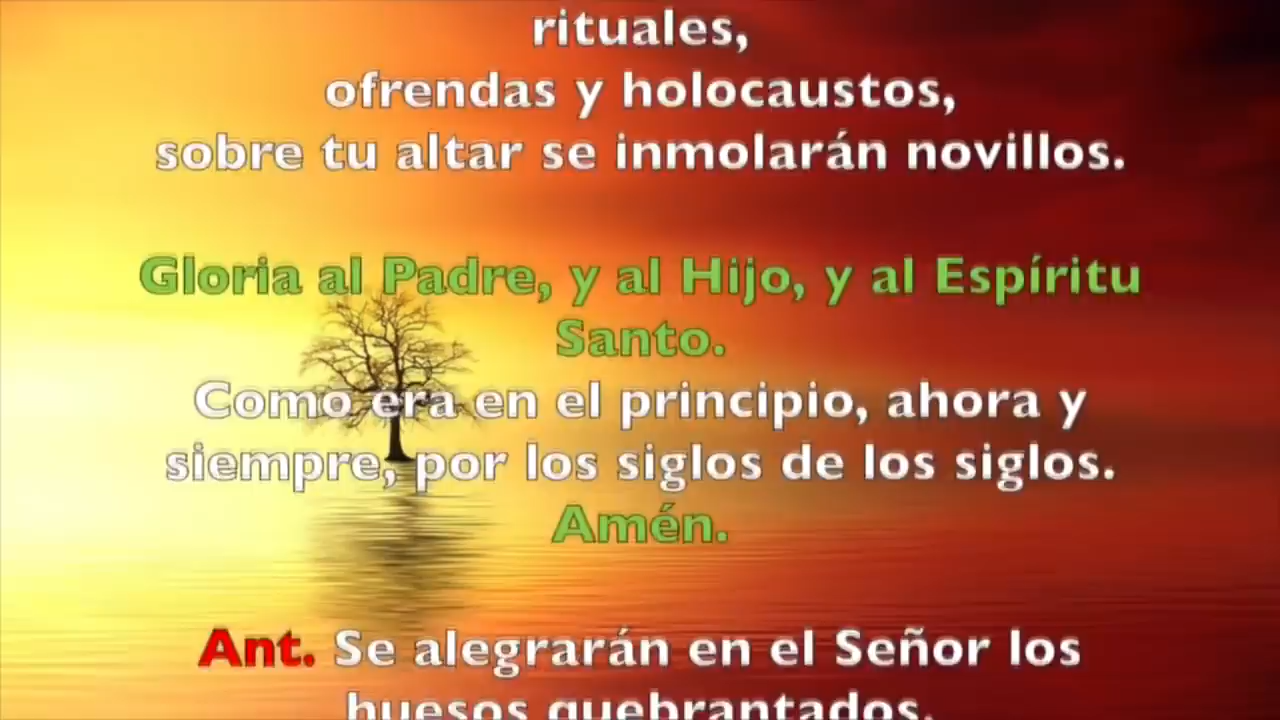 rituales,
ofrendas y holocaustos,
sobre tu altar se inmolarán novillos.
Gloria al Padre, y al Hijo, y al Espíritu
Santo.
Como era en el principio, ahora y
siempre, por los siglos de los siglos.
Amén.
Ant. Se alegrarán en el Señor los
huesos quebrantados.